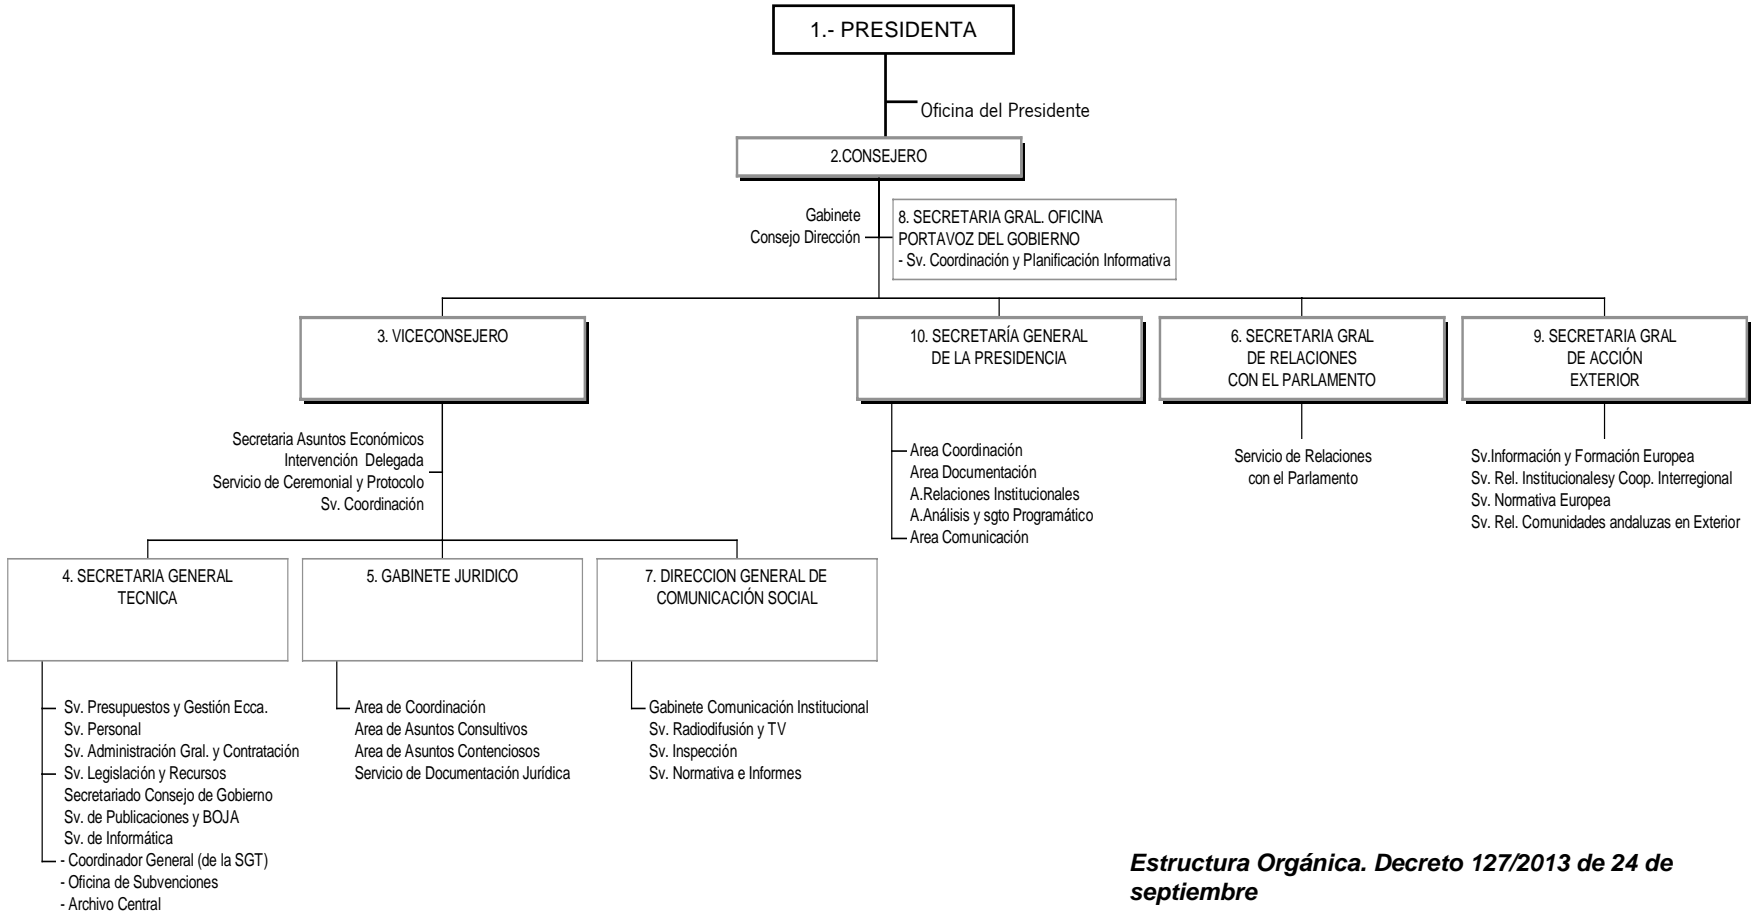 1.- PRESIDENTA
Oficina del Presidente
2.CONSEJERO
Gabinete
Consejo Dirección
8. SECRETARIA GRAL. OFICINA
PORTAVOZ DEL GOBIERNO
- Sv. Coordinación y Planificación Informativa
3. VICECONSEJERO
10. SECRETARÍA GENERAL
DE LA PRESIDENCIA
6. SECRETARIA GRAL
DE RELACIONES
CON EL PARLAMENTO
9. SECRETARIA GRAL
DE ACCIÓN
EXTERIOR
Secretaria Asuntos Económicos
Intervención Delegada
Servicio de Ceremonial y Protocolo
Sv. Coordinación
Area Coordinación
Area Documentación
A.Relaciones Institucionales
A.Análisis y sgto Programático
Area Comunicación
Servicio de Relaciones
con el Parlamento
Sv.Información y Formación Europea
Sv. Rel. Institucionalesy Coop. Interregional
Sv. Normativa Europea
Sv. Rel. Comunidades andaluzas en Exterior
4. SECRETARIA GENERAL
TECNICA
5. GABINETE JURIDICO
7. DIRECCION GENERAL DE
COMUNICACIÓN SOCIAL
Sv. Presupuestos y Gestión Ecca.
Sv. Personal
Sv. Administración Gral. y Contratación
Sv. Legislación y Recursos
Secretariado Consejo de Gobierno
Sv. de Publicaciones y BOJA
Sv. de Informática
- Coordinador General (de la SGT)
- Oficina de Subvenciones
- Archivo Central
Area de Coordinación
Area de Asuntos Consultivos
Area de Asuntos Contenciosos
Servicio de Documentación Jurídica
Gabinete Comunicación Institucional
Sv. Radiodifusión y TV
Sv. Inspección
Sv. Normativa e Informes
Estructura Orgánica. Decreto 127/2013 de 24 de
septiembre